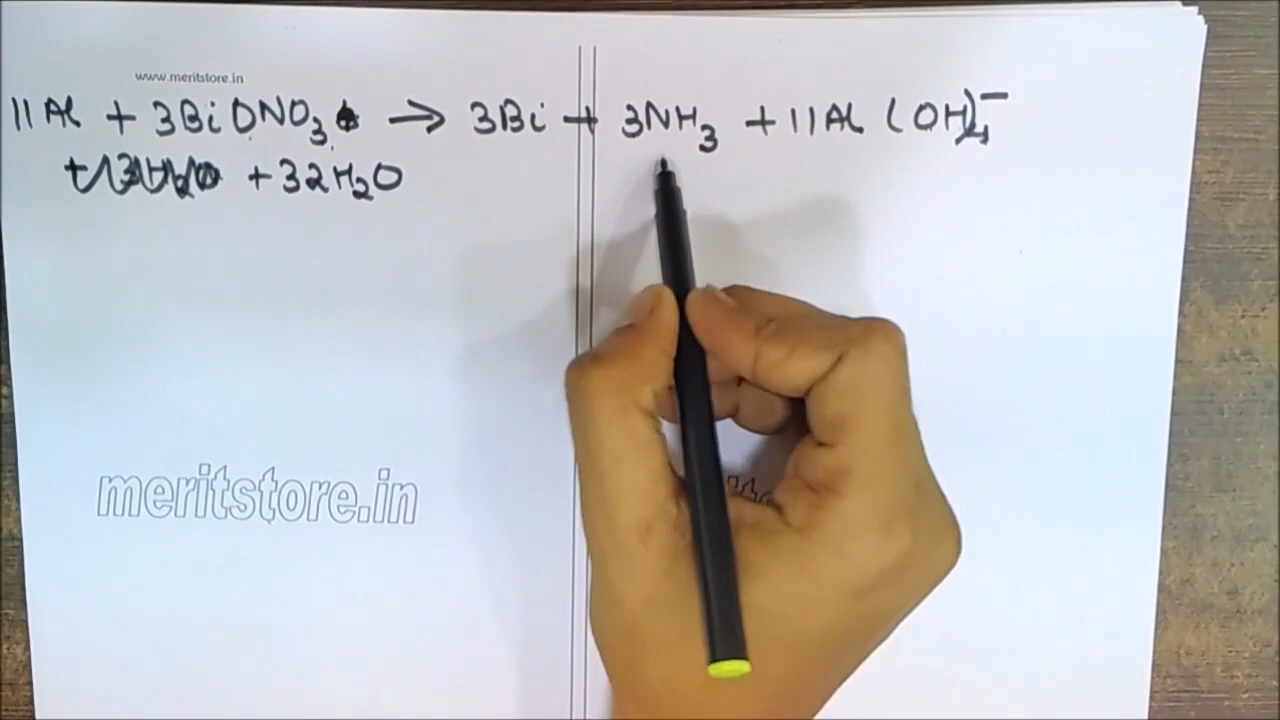 www.meritstore.in
11Al + 3BiONO3 → 3Bi + 3NH3 + 11Al(OH)4⁻
+32H2O
meritstore.in